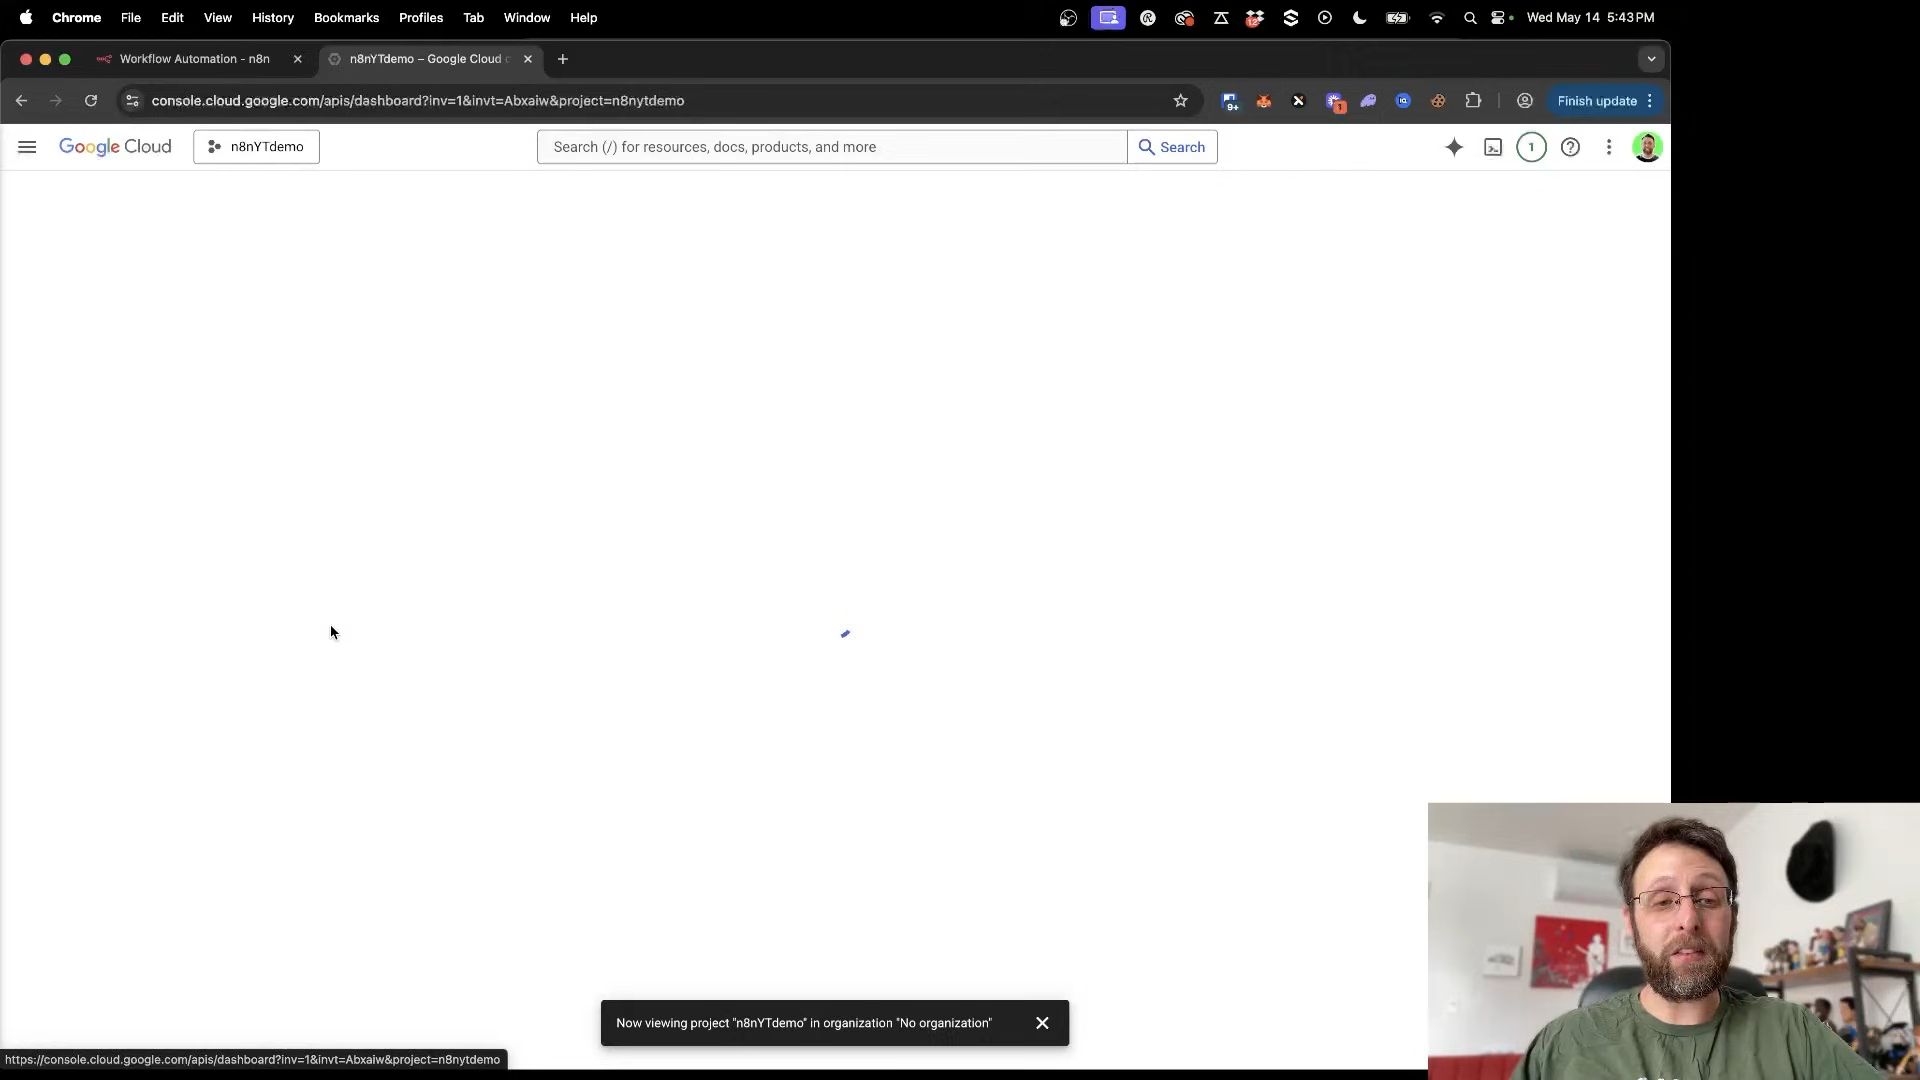 Chrome File Edit View History Bookmarks Profiles Tab Window Help
Wed May 14 5:43 PM
Workflow Automation - n8n
n8nYTdemo – Google Cloud
console.cloud.google.com/apis/dashboard?inv=1&invt=Abxaiw&project=n8nytdemo
9+
1
Finish update
Google Cloud
n8nYTdemo
Search (/) for resources, docs, products, and more
Search
1
Now viewing project "n8nYTdemo" in organization "No organization"
https://console.cloud.google.com/apis/dashboard?inv=1&invt=Abxaiw&project=n8nytdemo